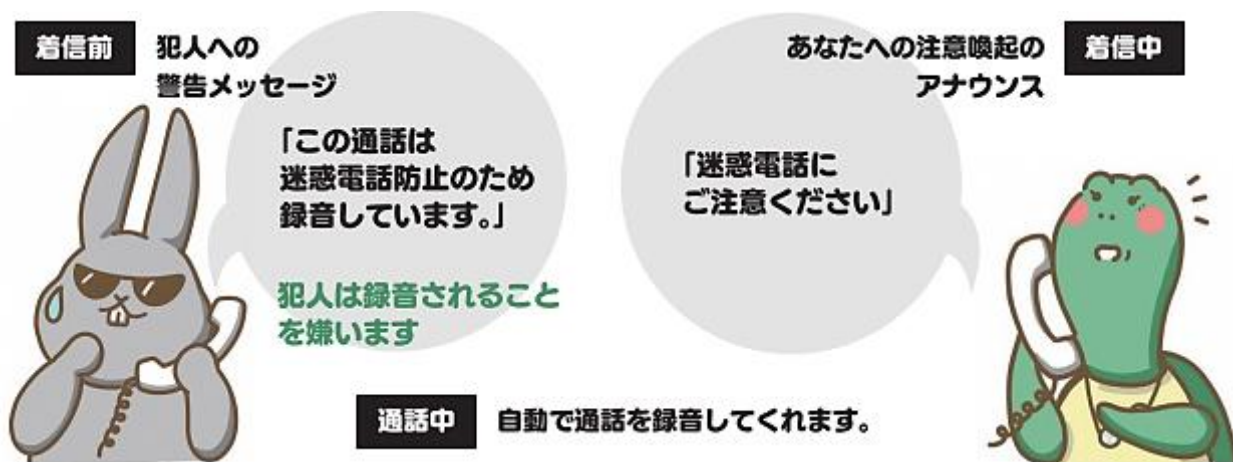 着信前
犯人への
警告メッセージ
「この通話は
迷惑電話防止のため
録音しています。」
犯人は録音されること
を嫌います
あなたへの注意喚起の
アナウンス
着信中
「迷惑電話に
ご注意ください」
通話中
自動で通話を録音してくれます。